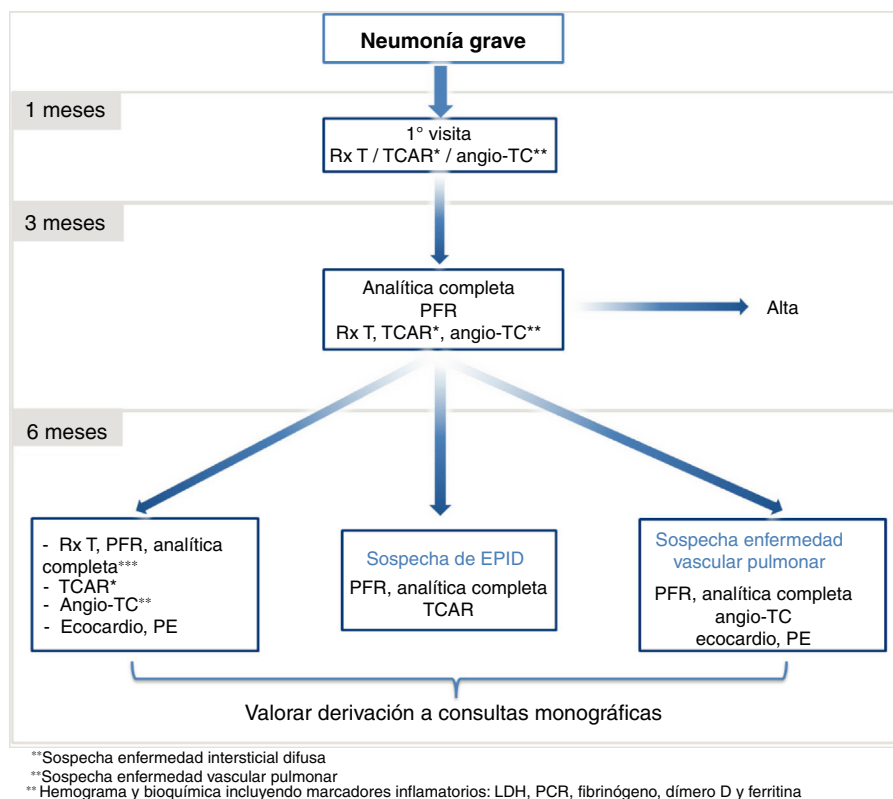 Neumonía grave
1 meses
1° visita
Rx T / TCAR* / angio-TC**
3 meses
Analítica completa
PFR
Rx T, TCAR*, angio-TC**
Alta
6 meses
- Rx T, PFR, analítica
completa***
- TCAR*
- Angio-TC**
- Ecocardio, PE
Sospecha de EPID
PFR, analítica completa
TCAR
Sospecha enfermedad
vascular pulmonar
PFR, analítica completa
angio-TC
ecocardio, PE
Valorar derivación a consultas monográficas
**Sospecha enfermedad intersticial difusa
**Sospecha enfermedad vascular pulmonar
** Hemograma y bioquímica incluyendo marcadores inflamatorios: LDH, PCR, fibrinógeno, dímero D y ferritina